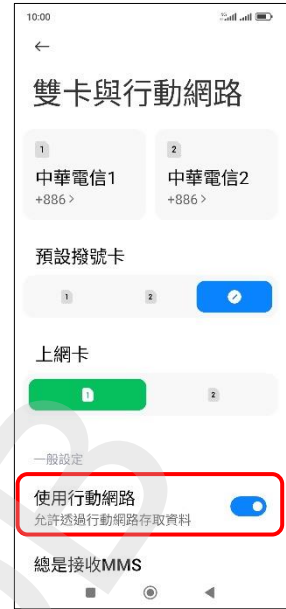 10:00
雙卡與行動網路
1
中華電信1
+886 >
2
中華電信2
+886 >
預設撥號卡
1
2
上網卡
1
2
一般設定
使用行動網路
允許透過行動網路存取資料
總是接收MMS